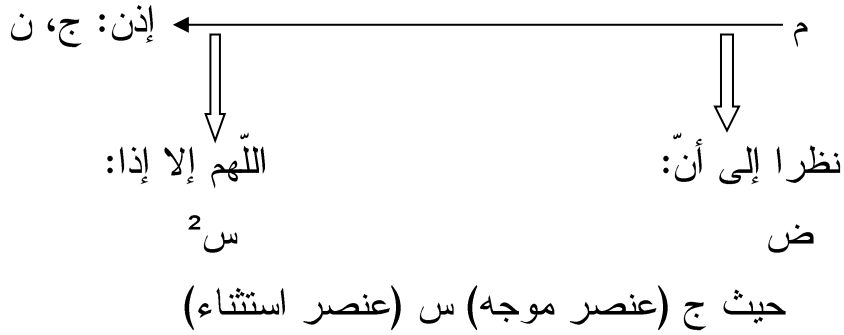 م إذن: ج، ن
نظرا إلى أنّ: اللّهم إلا إذا:
ض س²
حيث ج (عنصر موجه) س (عنصر استثناء)